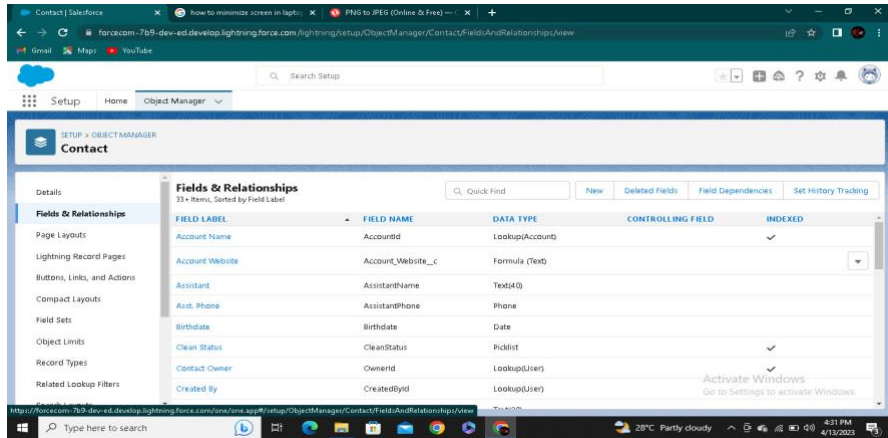 Contact | Salesforce
how to minimize screen in laptop
PNG to JPEG (Online & Free) —
forcecom-7b9-dev-ed.develop.lightning.force.com/lightning/setup/ObjectManager/Contact/FieldsAndRelationships/view
Gmail Maps YouTube
Search Setup
Setup Home Object Manager
SETUP > OBJECT MANAGER
Contact
Details
Fields & Relationships
Page Layouts
Lightning Record Pages
Buttons, Links, and Actions
Compact Layouts
Field Sets
Object Limits
Record Types
Related Lookup Filters
Search Layouts
Fields & Relationships
33+ Items, Sorted by Field Label
Quick Find
New Deleted Fields Field Dependencies Set History Tracking
FIELD LABEL FIELD NAME DATA TYPE CONTROLLING FIELD INDEXED
Account Name AccountId Lookup(Account)
Account Website Account_Website__c Formula (Text)
Assistant AssistantName Text(40)
Asst. Phone AssistantPhone Phone
Birthdate Birthdate Date
Clean Status CleanStatus Picklist
Contact Owner OwnerId Lookup(User)
Created By CreatedById Lookup(User)
Activate Windows
Go to Settings to activate Windows.
https://forcecom-7b9-dev-ed.develop.lightning.force.com/one/one.app#/setup/ObjectManager/Contact/FieldsAndRelationships/view
Type here to search
28°C Partly cloudy
4:31 PM
4/13/2023